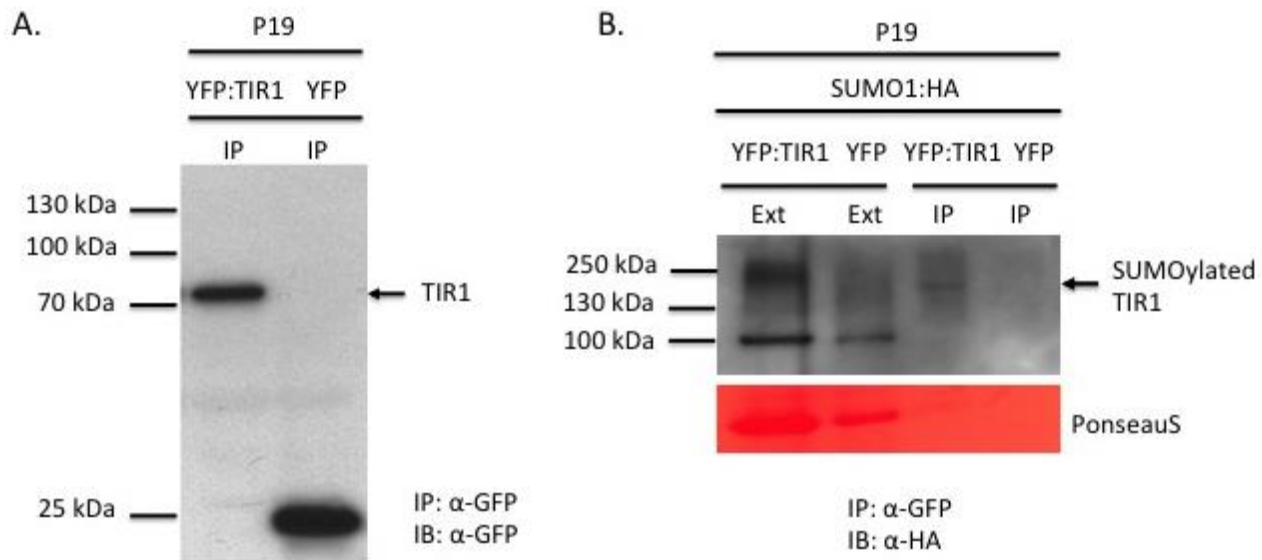 A.
P19
YFP:TIR1 YFP
IP IP
130 kDa
100 kDa
70 kDa
TIR1
25 kDa
IP: α-GFP
IB: α-GFP
B.
P19
SUMO1:HA
YFP:TIR1 YFP YFP:TIR1 YFP
Ext Ext IP IP
250 kDa
130 kDa
100 kDa
SUMOylated
TIR1
PonseauS
IP: α-GFP
IB: α-HA